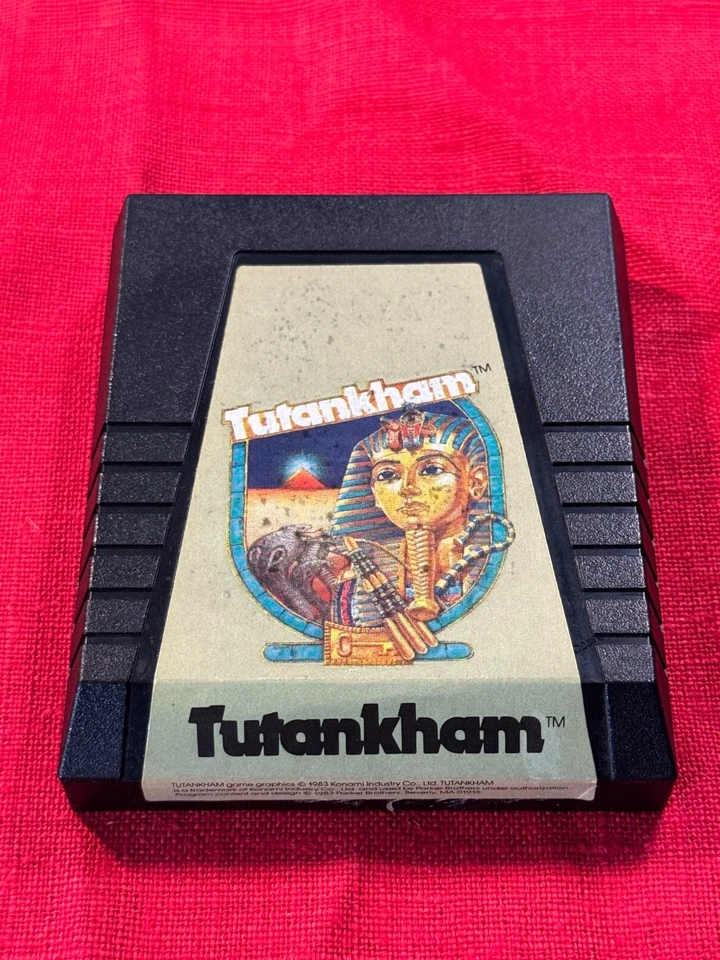 Tutankham™
Tutankham™
TUTANKHAM game graphics © 1983 Konami Industry Co., Ltd. TUTANKHAM
is a trademark of Konami Industry Co., Ltd. and used by Parker Brothers under authorization.
Program content and design © 1983 Parker Brothers, Beverly, MA 01915